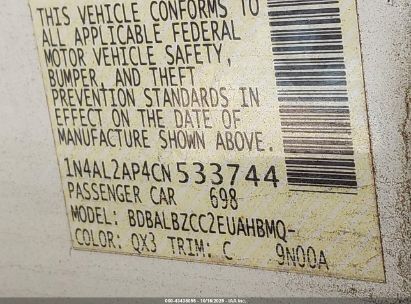 THIS VEHICLE CONFORMS TO
ALL APPLICABLE FEDERAL
MOTOR VEHICLE SAFETY,
BUMPER, AND THEFT
PREVENTION STANDARDS IN
EFFECT ON THE DATE OF
MANUFACTURE SHOWN ABOVE.
1N4AL2AP4CN533744
PASSENGER CAR 698
MODEL: BDBALBZCC2EUAHBMQ-
COLOR: QX3 TRIM: C 9N00A